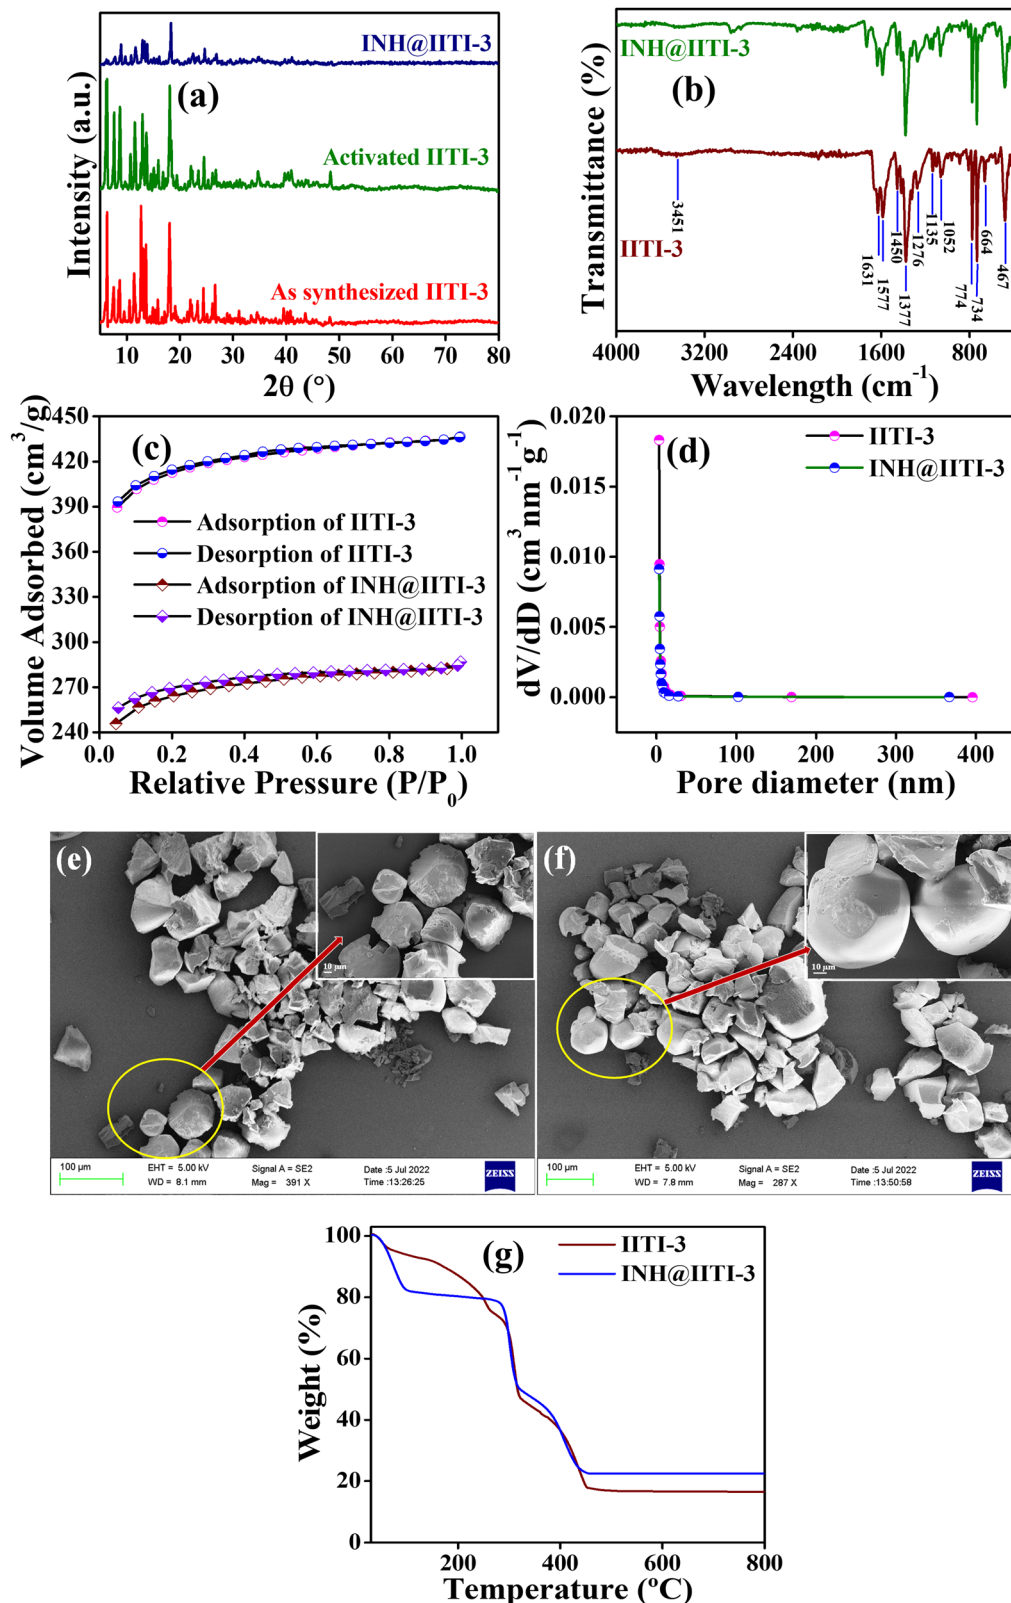 (a)
INH@IITI-3
Activated IITI-3
As synthesized IITI-3
Intensity (a.u.)
10 20 30 40 50 60 70 80
2θ (°)
(b)
INH@IITI-3
IITI-3
3451
1631
1577
1450
1377
1276
1135
1052
774
734
664
467
Transmittance (%)
4000 3200 2400 1600 800
Wavelength (cm⁻¹)
(c)
Volume Adsorbed (cm³/g)
450
420
390
360
330
300
270
240
Adsorption of IITI-3
Desorption of IITI-3
Adsorption of INH@IITI-3
Desorption of INH@IITI-3
0.0 0.2 0.4 0.6 0.8 1.0
Relative Pressure (P/P₀)
(d)
dV/dD (cm³ nm⁻¹g⁻¹)
0.020
0.015
0.010
0.005
0.000
IITI-3
INH@IITI-3
0 100 200 300 400
Pore diameter (nm)
(e)
10 µm
100 µm
EHT = 5.00 kV Signal A = SE2 Date :5 Jul 2022
WD = 8.1 mm Mag = 391 X Time :13:26:25
ZEISS
(f)
10 µm
100 µm
EHT = 5.00 kV Signal A = SE2 Date :5 Jul 2022
WD = 7.8 mm Mag = 287 X Time :13:50:58
ZEISS
(g)
IITI-3
INH@IITI-3
Weight (%)
100
80
60
40
20
0
200 400 600 800
Temperature (ºC)